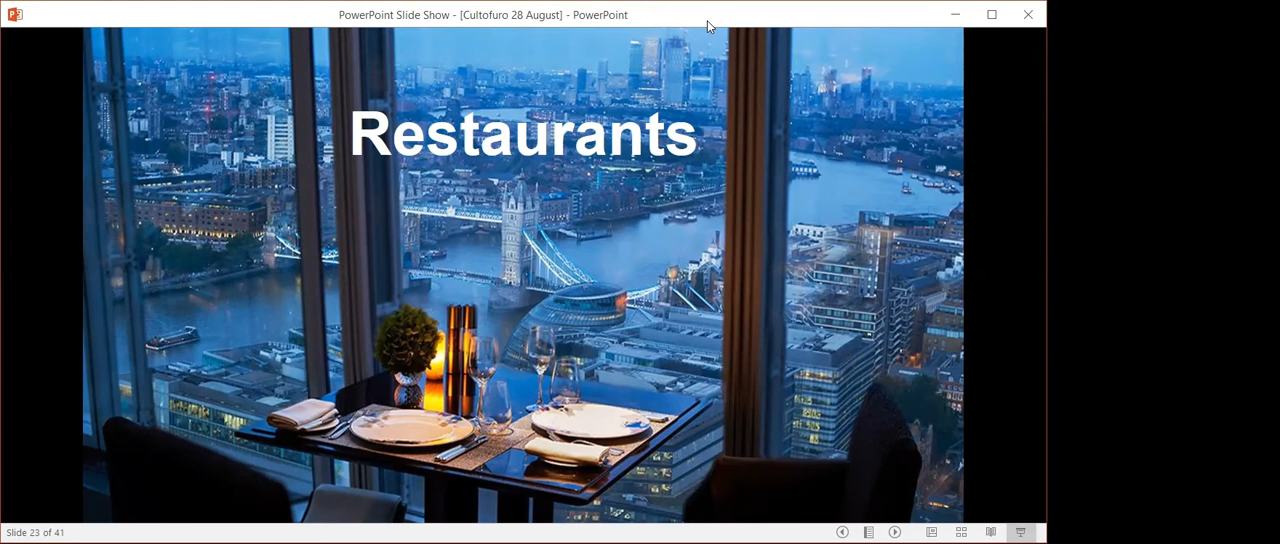 PowerPoint Slide Show - [Cultofuro 28 August] - PowerPoint
Restaurants
Slide 23 of 41